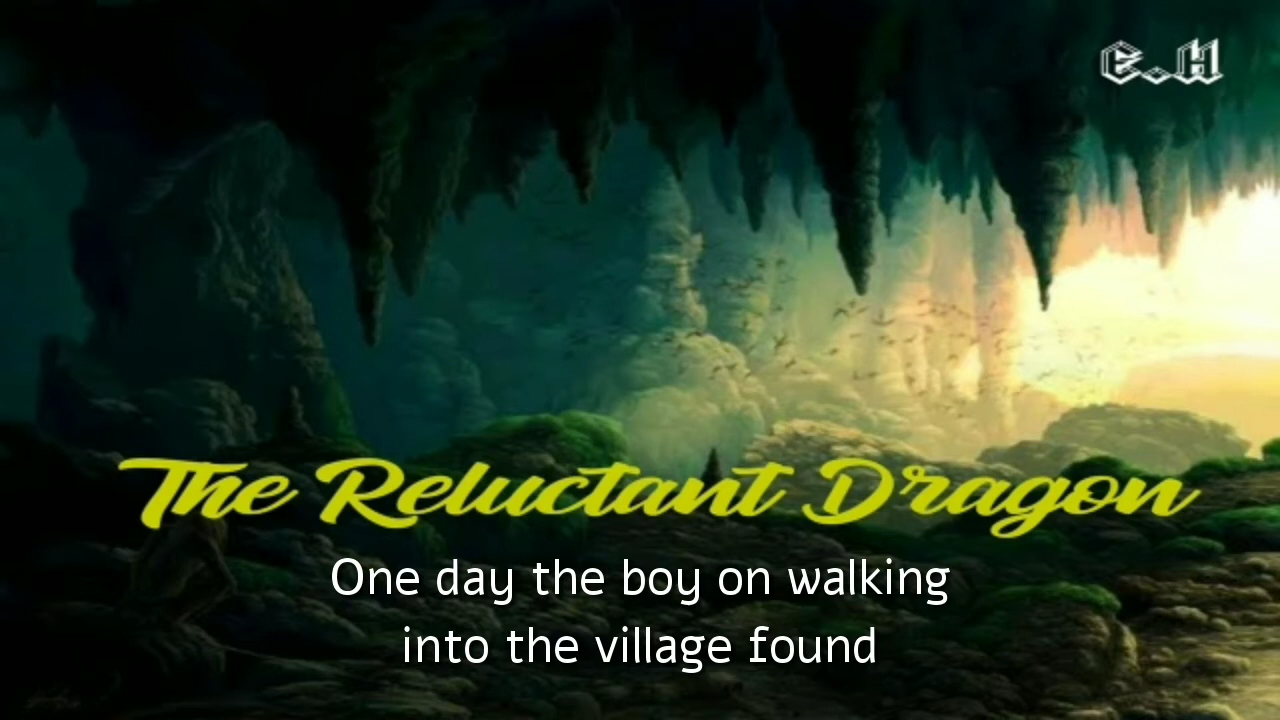 E.H
The Reluctant Dragon
One day the boy on walking
into the village found